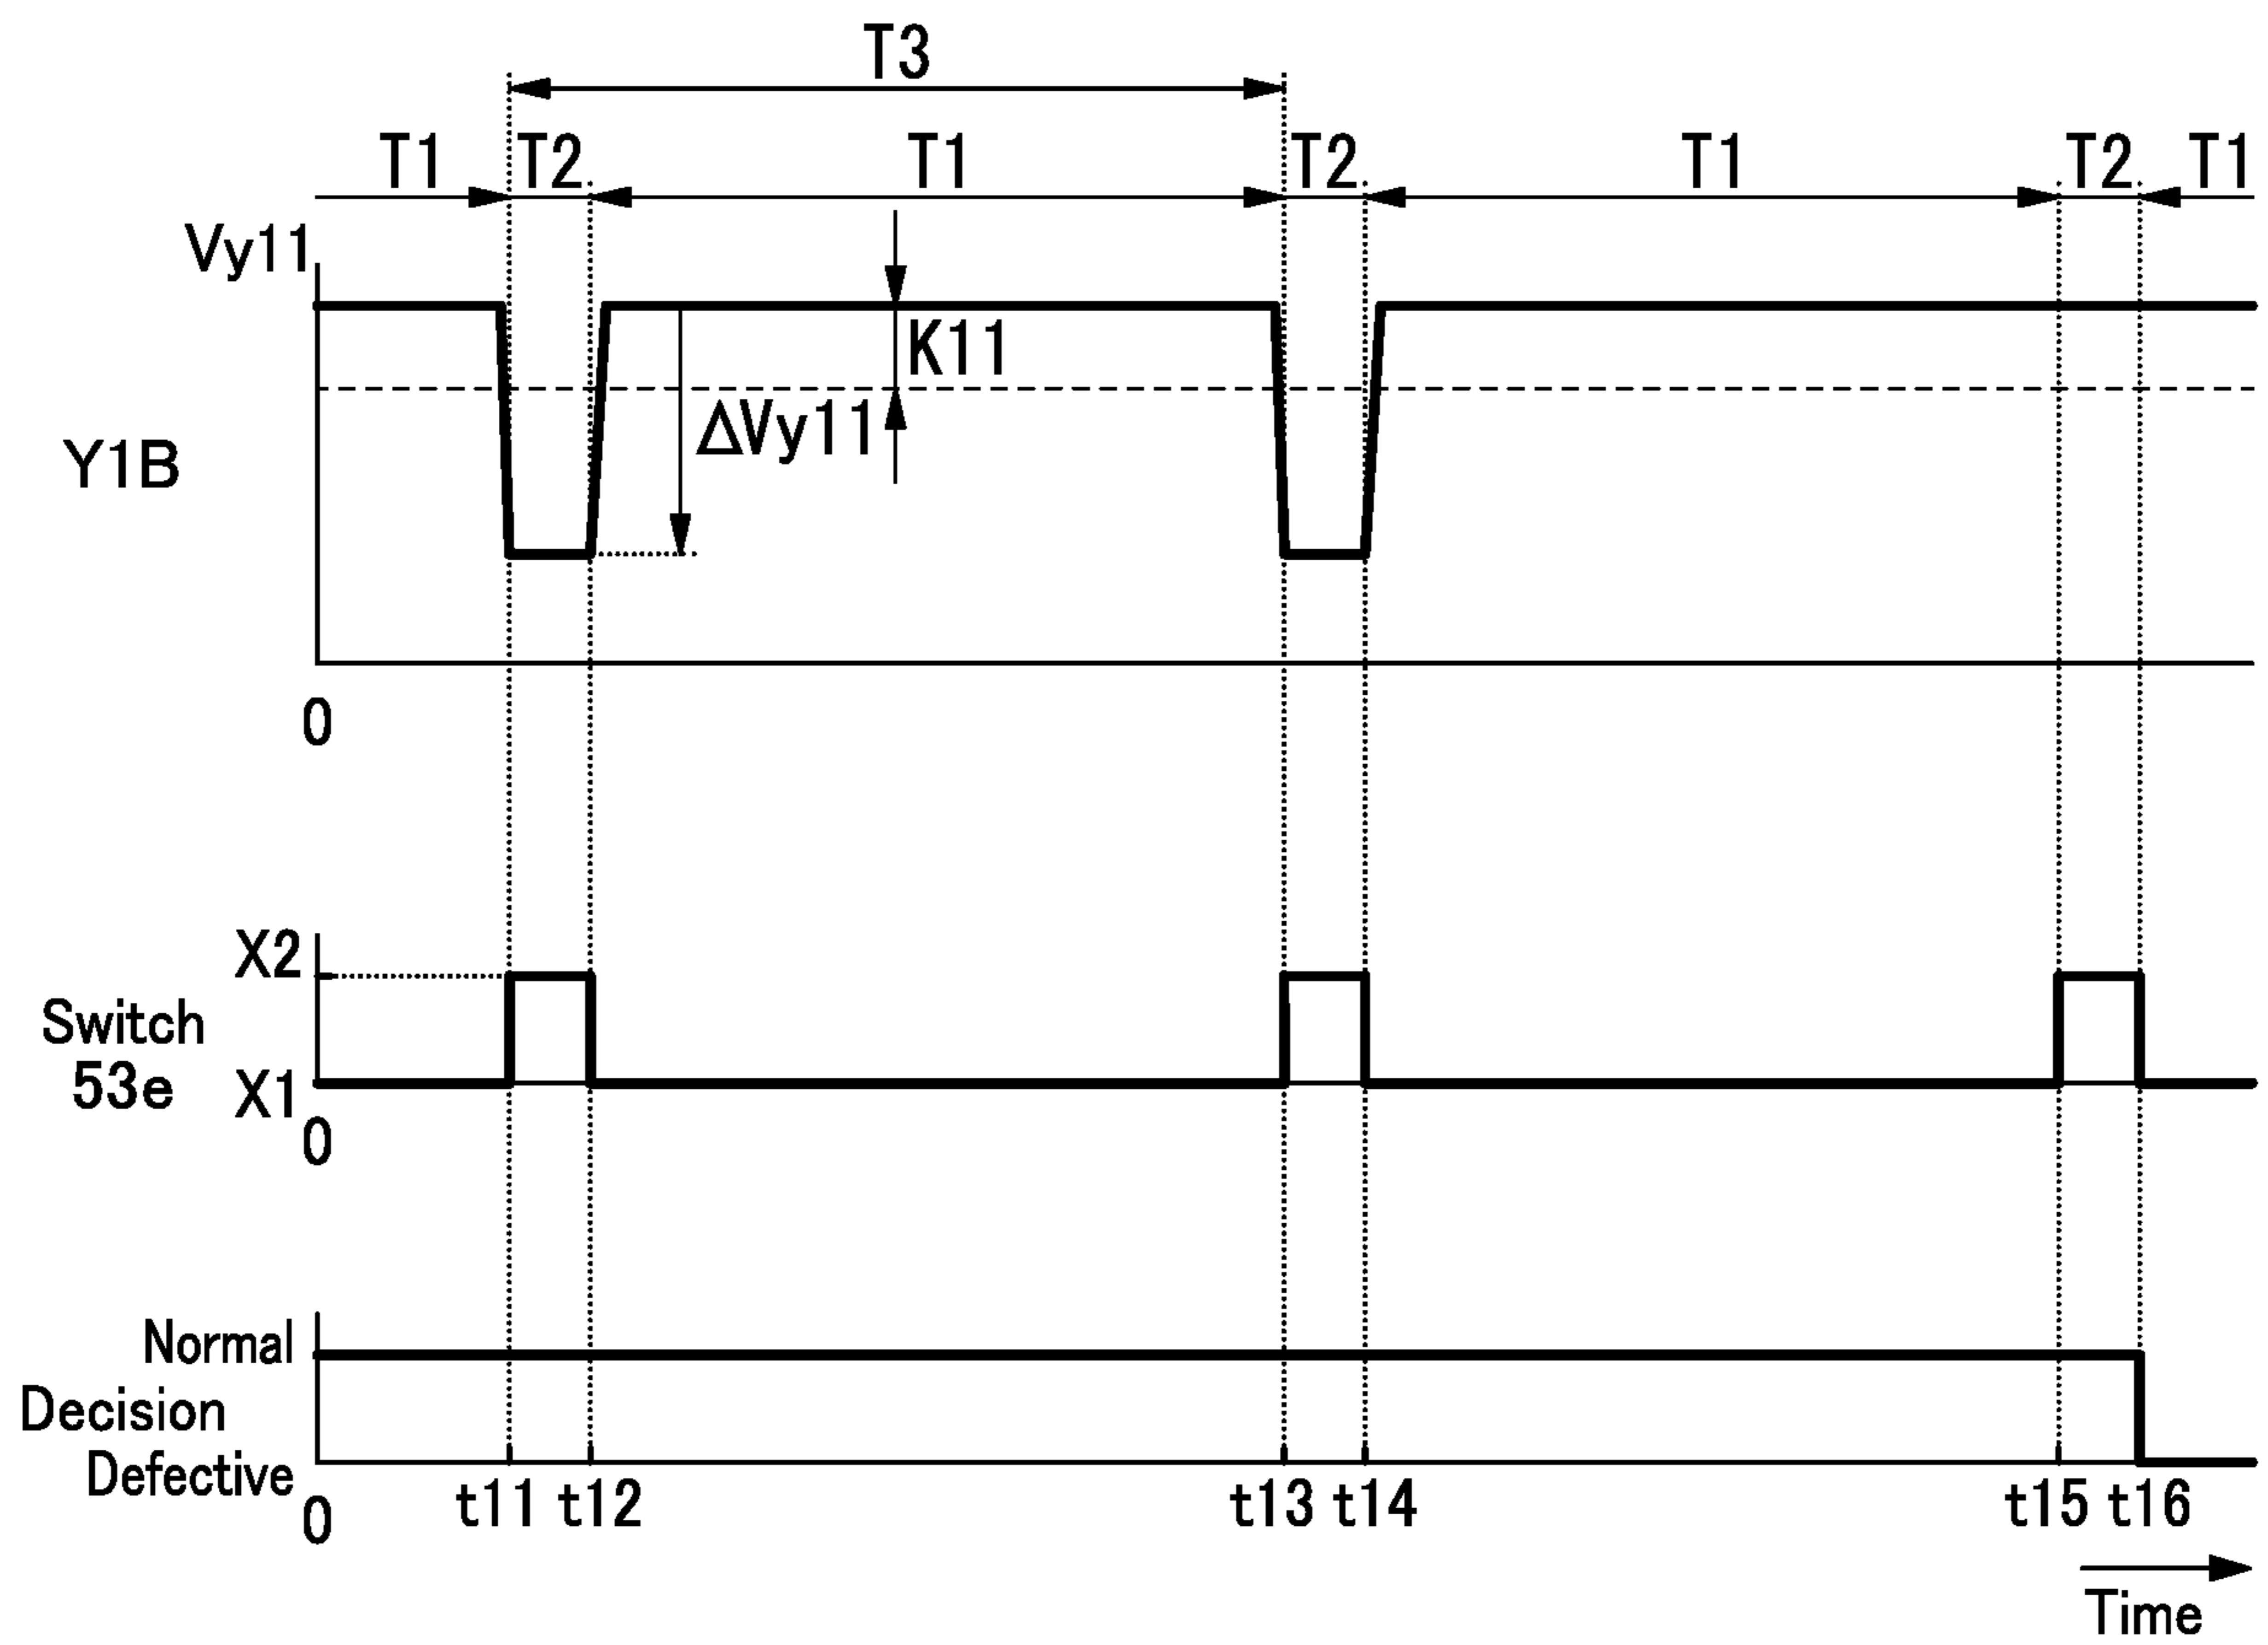 T3
T1 T2 T1 T2 T1 T2 T1
Vy11
K11
ΔVy11
Y1B
0
X2
Switch
53e
X1
0
Normal
Decision
Defective
0
t11 t12 t13 t14 t15 t16
Time